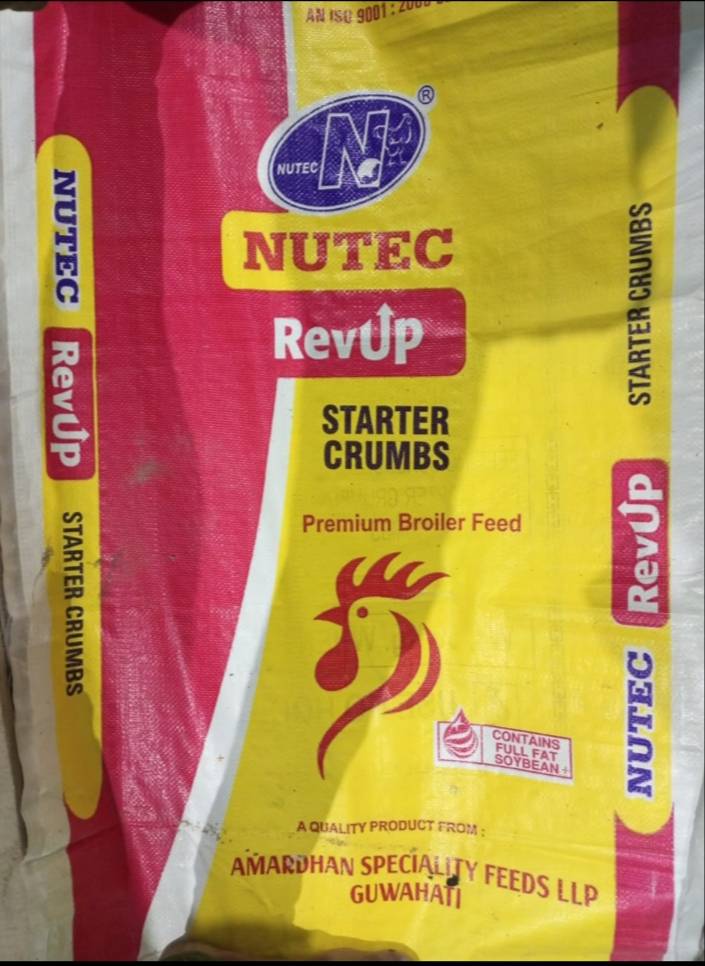 AN ISO 9001:
®
NUTEC
N
NUTEC
RevUp
STARTER
CRUMBS
Premium Broiler Feed
CONTAINS
FULL FAT
SOYBEAN+
A QUALITY PRODUCT FROM :
AMARDHAN SPECIALITY FEEDS LLP
GUWAHATI
NUTEC RevUp STARTER CRUMBS
NUTEC RevUp STARTER CRUMBS